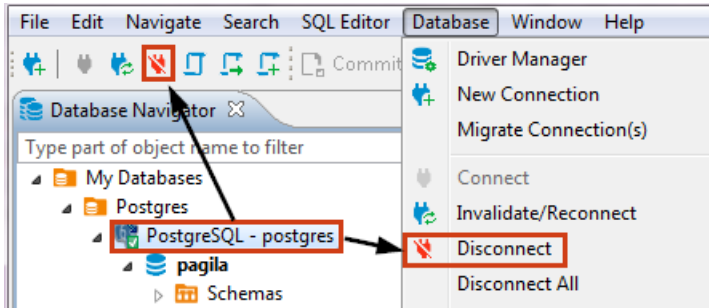 File Edit Navigate Search SQL Editor Database Window Help
Commit
Database Navigator
Type part of object name to filter
My Databases
Postgres
PostgreSQL - postgres
pagila
Schemas
Driver Manager
New Connection
Migrate Connection(s)
Connect
Invalidate/Reconnect
Disconnect
Disconnect All